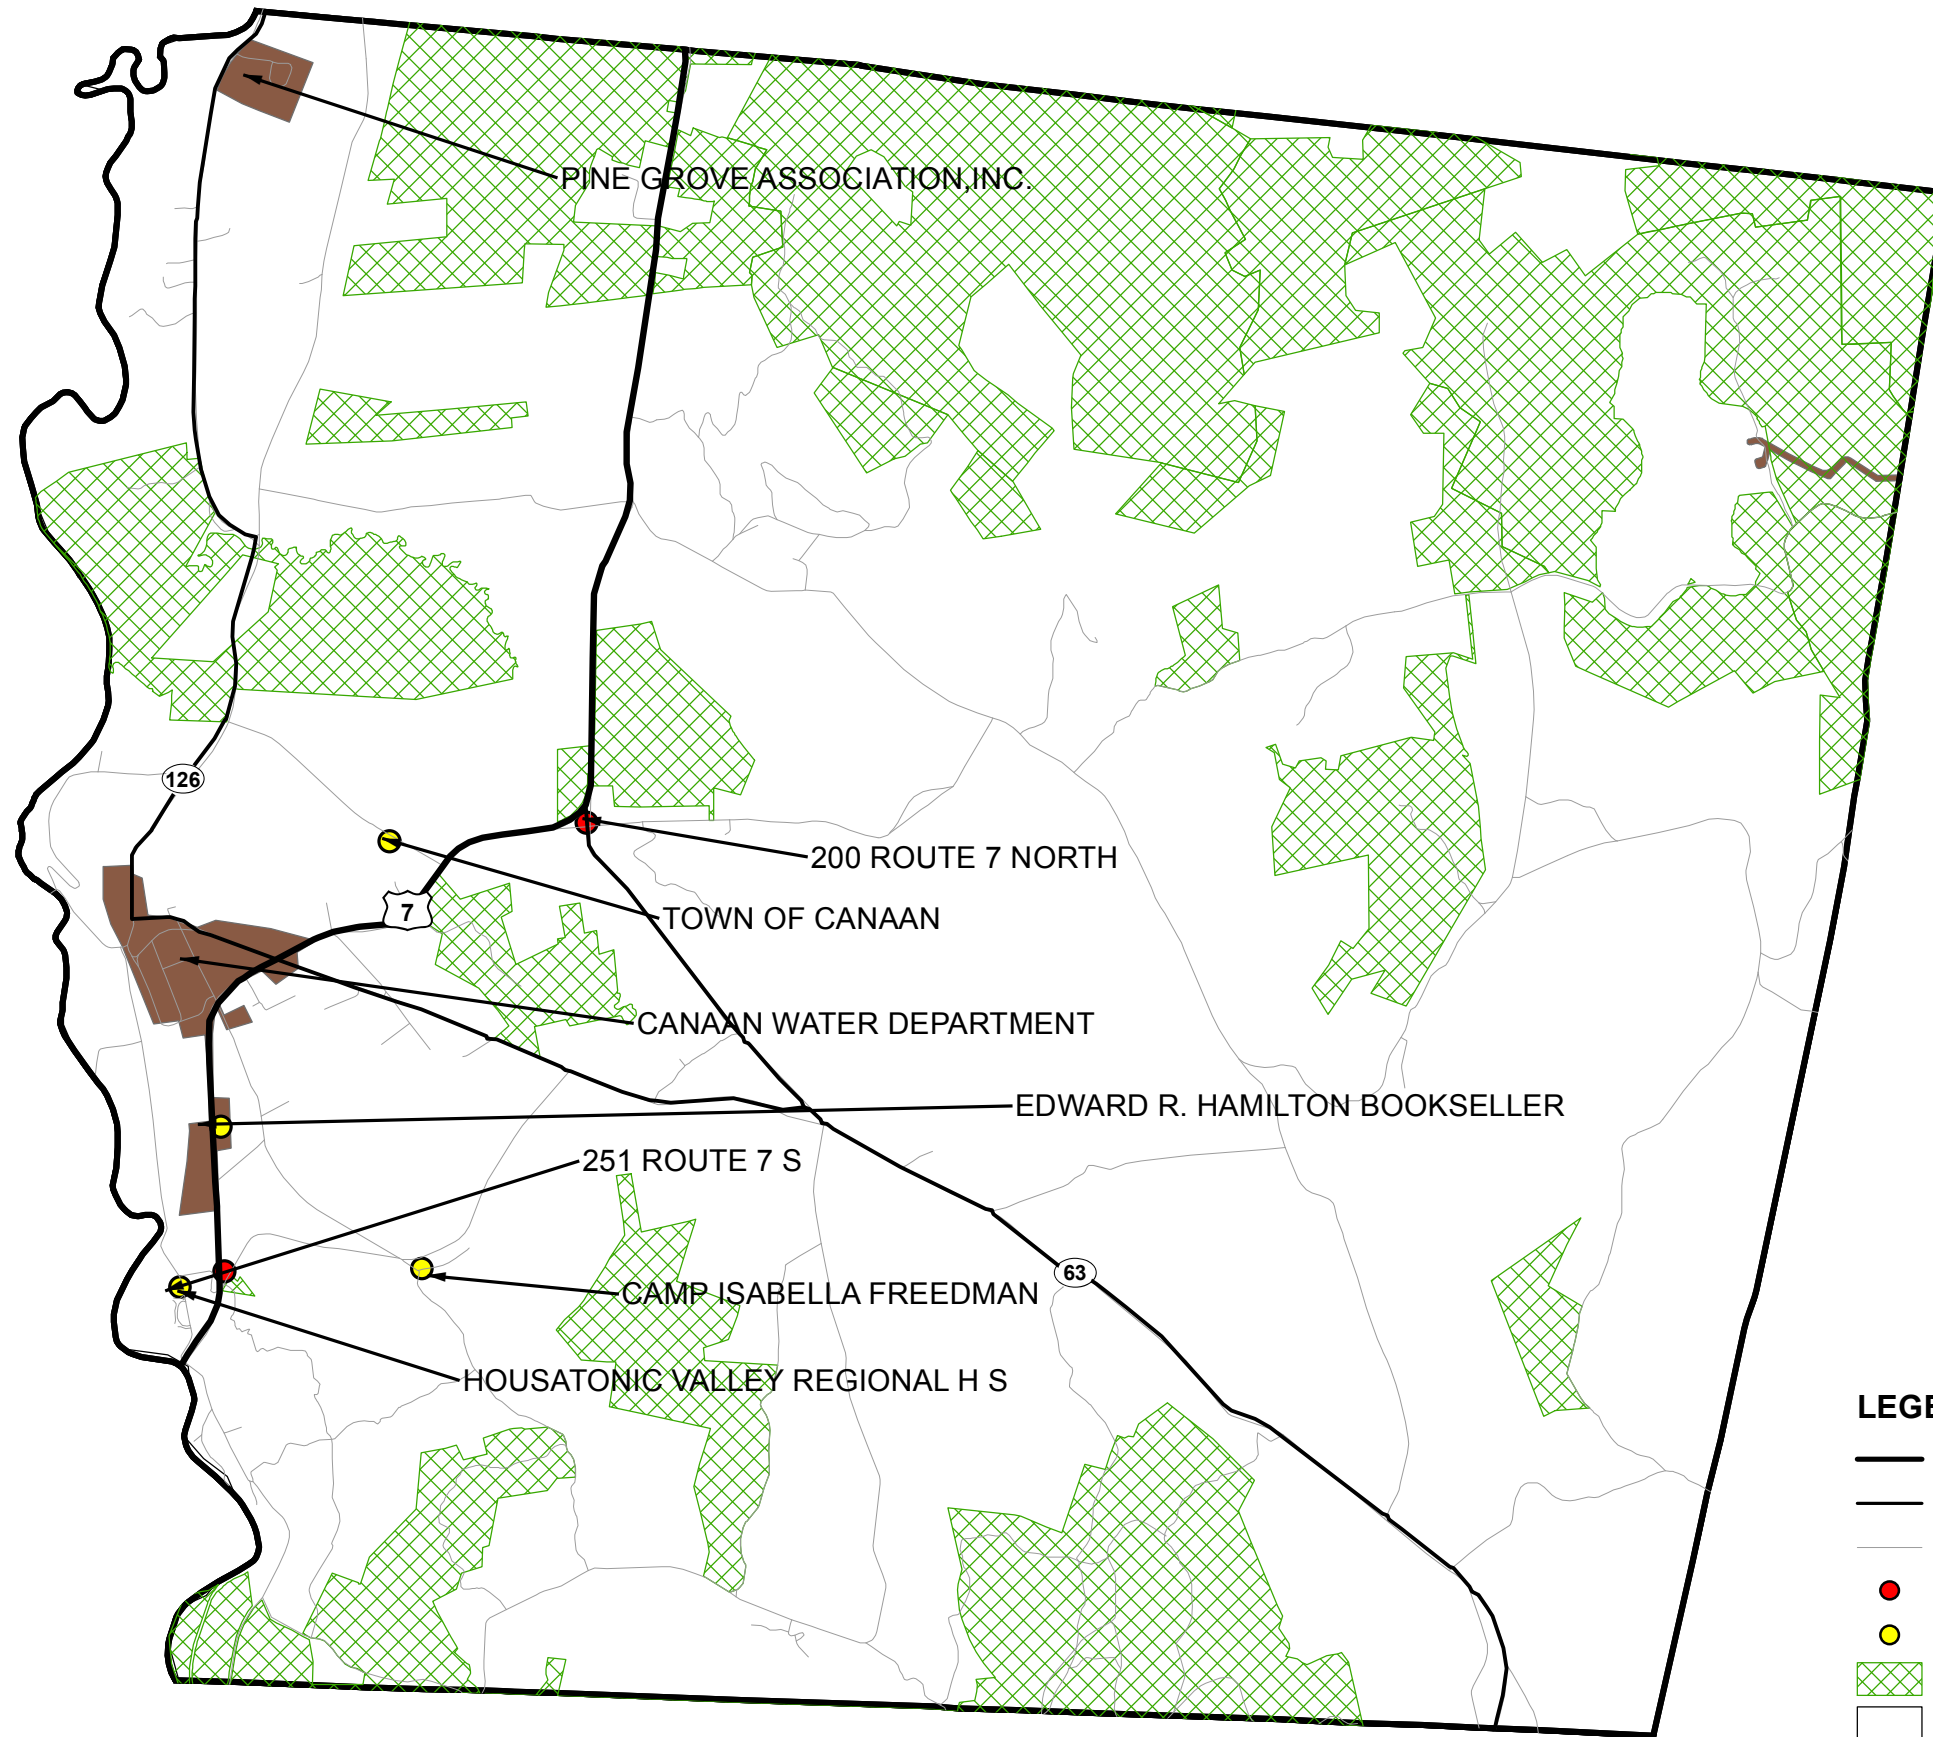 PINE GROVE ASSOCIATION,INC.
126
200 ROUTE 7 NORTH
7
TOWN OF CANAAN
CANAAN WATER DEPARTMENT
EDWARD R. HAMILTON BOOKSELLER
251 ROUTE 7 S
63
CAMP ISABELLA FREEDMAN
HOUSATONIC VALLEY REGIONAL H S